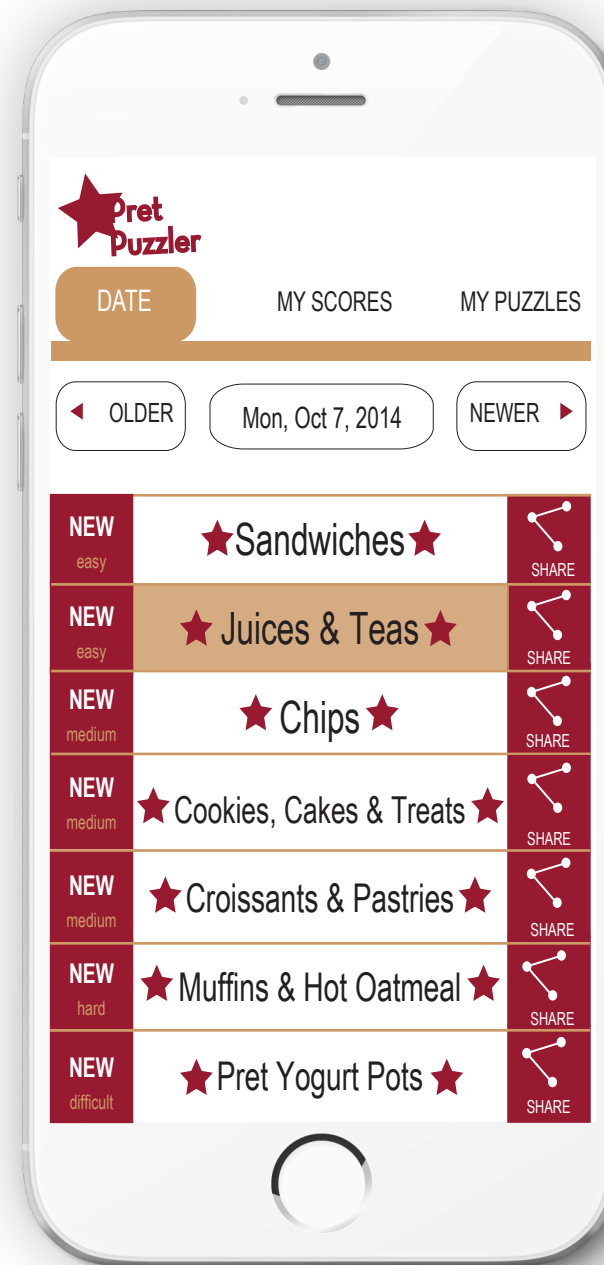 Pret
Puzzler
DATE MY SCORES MY PUZZLES
OLDER Mon, Oct 7, 2014 NEWER
NEW
easy
Sandwiches
SHARE
NEW
easy
Juices & Teas
SHARE
NEW
medium
Chips
SHARE
NEW
medium
Cookies, Cakes & Treats
SHARE
NEW
medium
Croissants & Pastries
SHARE
NEW
hard
Muffins & Hot Oatmeal
SHARE
NEW
difficult
Pret Yogurt Pots
SHARE